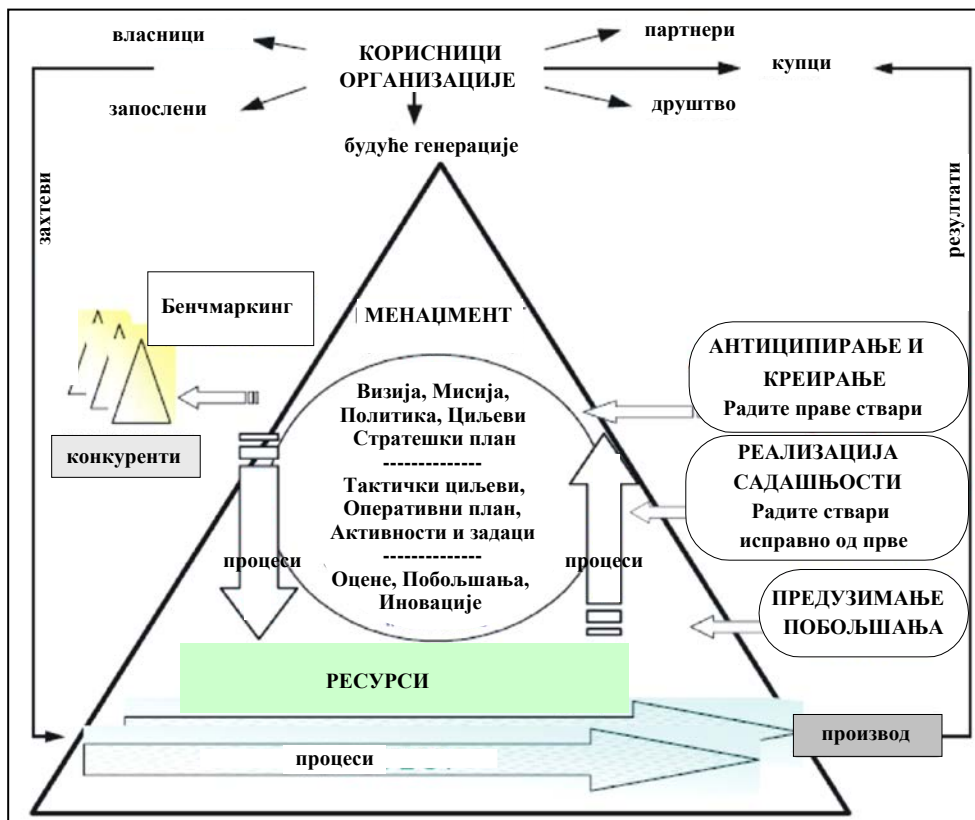 власници
партнери
КОРИСНИЦИ
ОРГАНИЗАЦИЈЕ
купци
запослени
друштво
будуће генерације
захтеви
резултати
Бенчмаркинг
МЕНАЏМЕНТ
конкуренти
Визија, Мисија,
Политика, Циљеви
Стратешки план
--------------
Тактички циљеви,
Оперативни план,
Активности и задаци
--------------
Оцене, Побољшања,
Иновације
процеси
процеси
АНТИЦИПИРАЊЕ И
КРЕИРАЊЕ
Радите праве ствари
РЕАЛИЗАЦИЈА
САДАШЊОСТИ
Радите ствари
исправно од прве
ПРЕДУЗИМАЊЕ
ПОБОЉШАЊА
РЕСУРСИ
процеси
производ